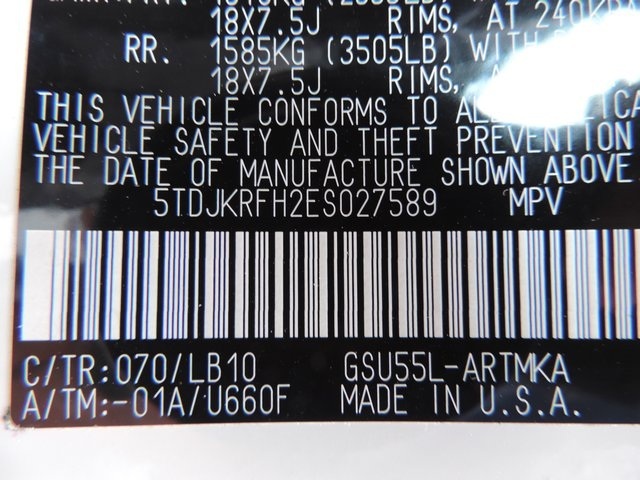 18X7.5J RIMS, AT 240KPA
RR. 1585KG (3505LB)
18X7.5J RIMS,
THIS VEHICLE CONFORMS TO
VEHICLE SAFETY AND THEFT PREVENTION
THE DATE OF MANUFACTURE SHOWN ABOVE.
5TDJKRFH2ES027589 MPV
C/TR:070/LB10 GSU55L-ARTMKA
A/TM:-01A/U660F MADE IN U.S.A.